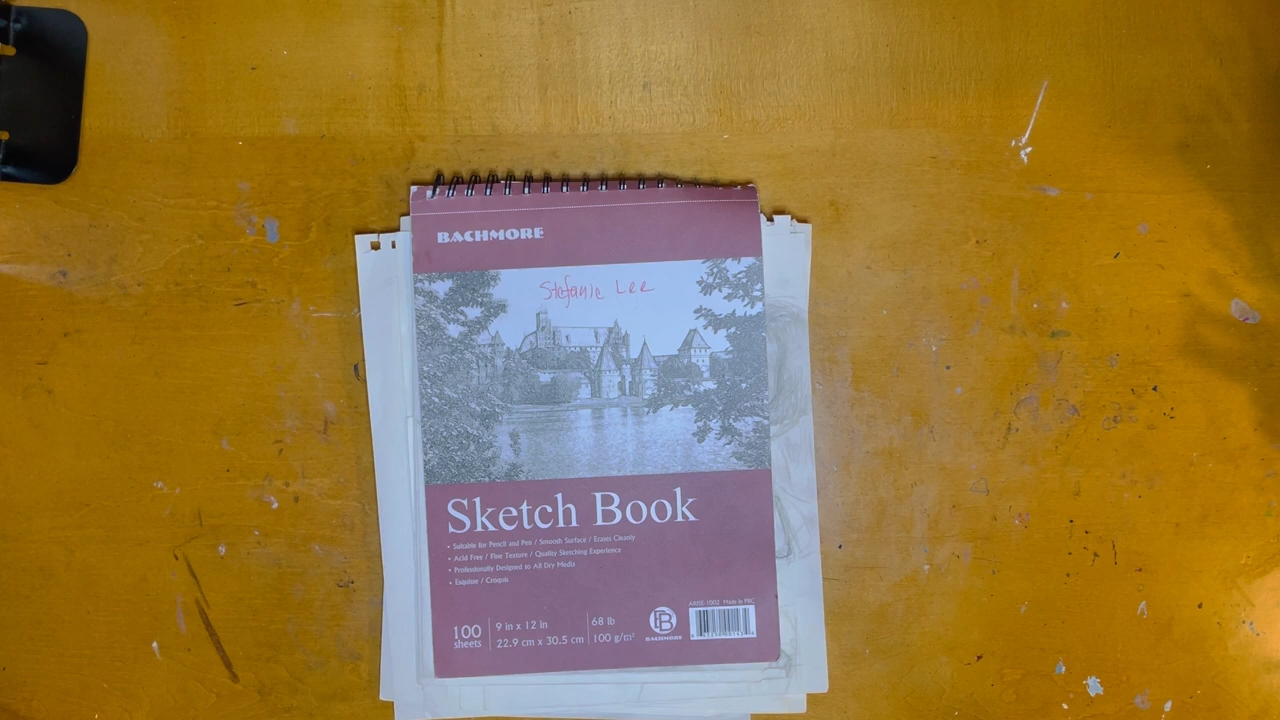 BACHMORE
Stefanie Lee
Sketch Book
• Suitable for Pencil and Pen / Smooth Surface / Erases Cleanly
• Acid Free / Fine Texture / Quality Sketching Experience
• Professionally Designed to All Dry Media
• Esquisse / Croquis
100 sheets
9 in x 12 in
22.9 cm x 30.5 cm
68 lb
100 g/m²
BACHMORE
Made in PRC